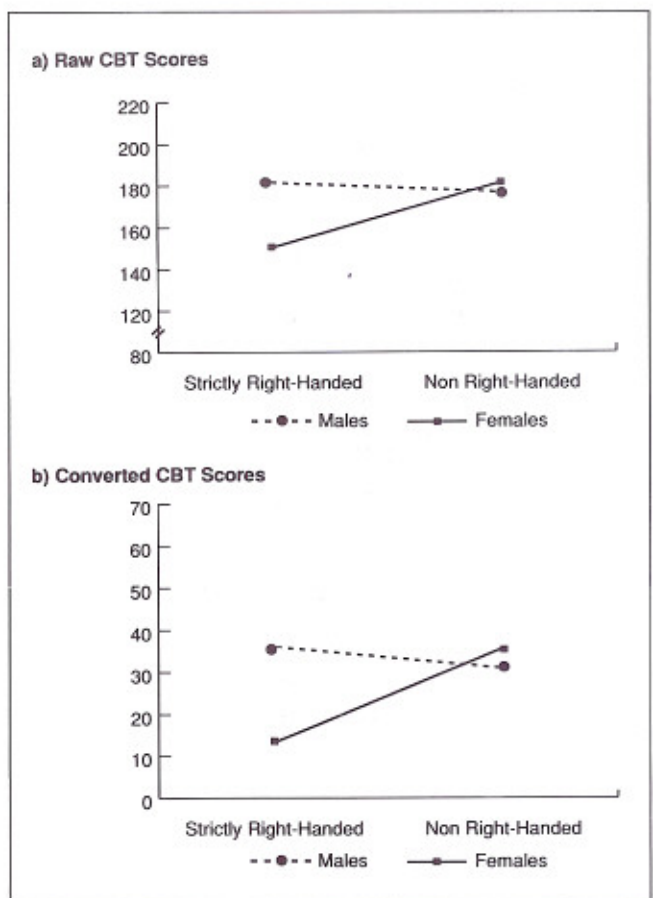 a) Raw CBT Scores
220
200
180
160
140
120
80
Strictly Right-Handed Non Right-Handed
Males Females
b) Converted CBT Scores
70
60
50
40
30
20
10
0
Strictly Right-Handed Non Right-Handed
Males Females